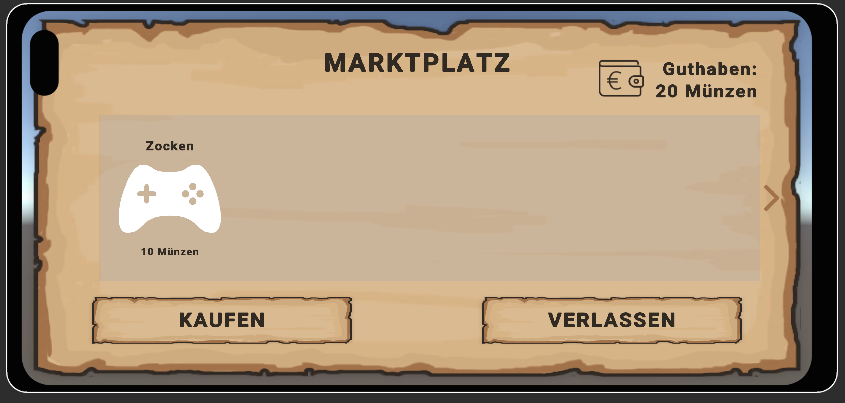 MARKTPLATZ
Guthaben:
20 Münzen
Zocken
10 Münzen
KAUFEN
VERLASSEN